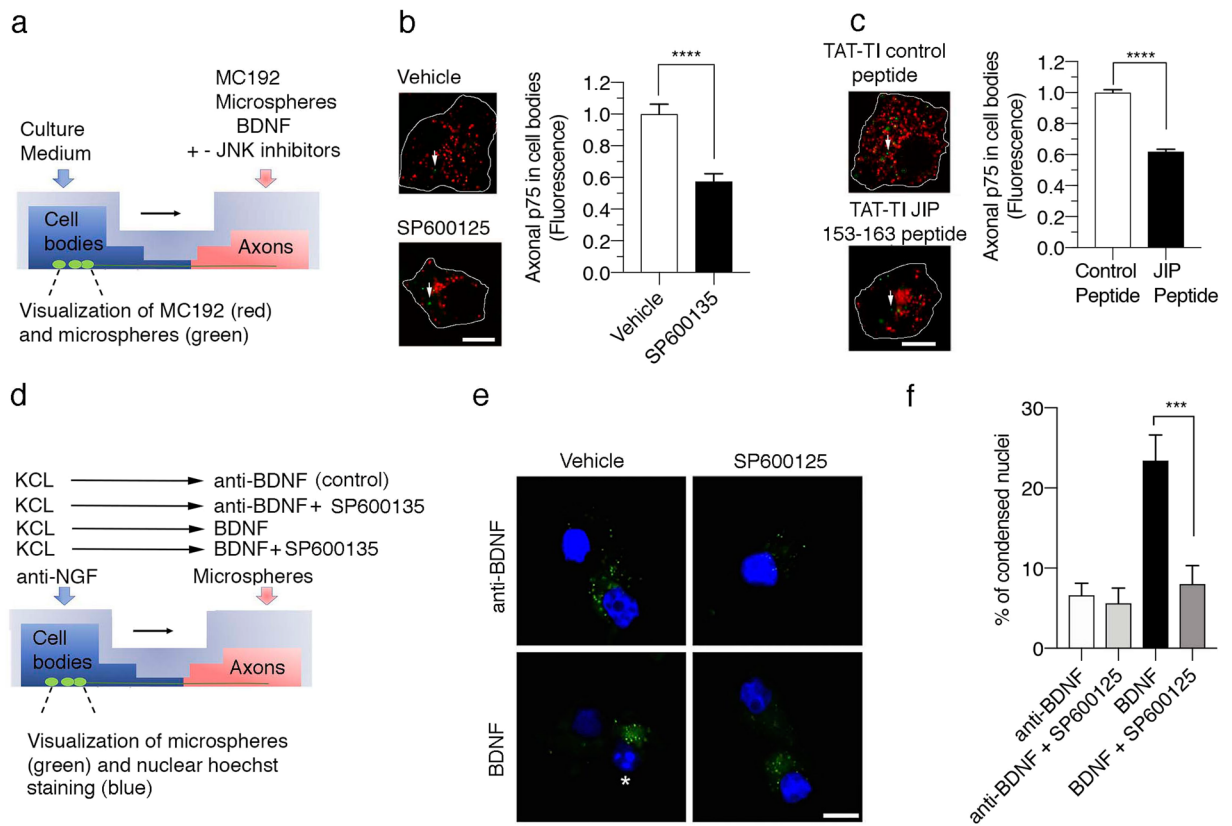 a
MC192
Microspheres
BDNF
+ - JNK inhibitors
Culture
Medium
Cell
bodies
Axons
Visualization of MC192 (red)
and microspheres (green)
b
Vehicle
SP600125
Axonal p75 in cell bodies
(Fluorescence)
1.2
1.0
0.8
0.6
0.4
0.2
0.0
****
Vehicle
SP600135
c
TAT-TI control
peptide
TAT-TI JIP
153-163 peptide
Axonal p75 in cell bodies
(Fluorescence)
1.2
1.0
0.8
0.6
0.4
0.2
0.0
****
Control
Peptide
JIP
Peptide
d
KCL anti-BDNF (control)
KCL anti-BDNF + SP600135
KCL BDNF
KCL BDNF + SP600135
anti-NGF Microspheres
Cell
bodies
Axons
Visualization of microspheres
(green) and nuclear hoechst
staining (blue)
e
Vehicle SP600125
anti-BDNF
BDNF
*
f
% of condensed nuclei
30
20
10
0
***
anti-BDNF
anti-BDNF + SP600125
BDNF
BDNF + SP600125